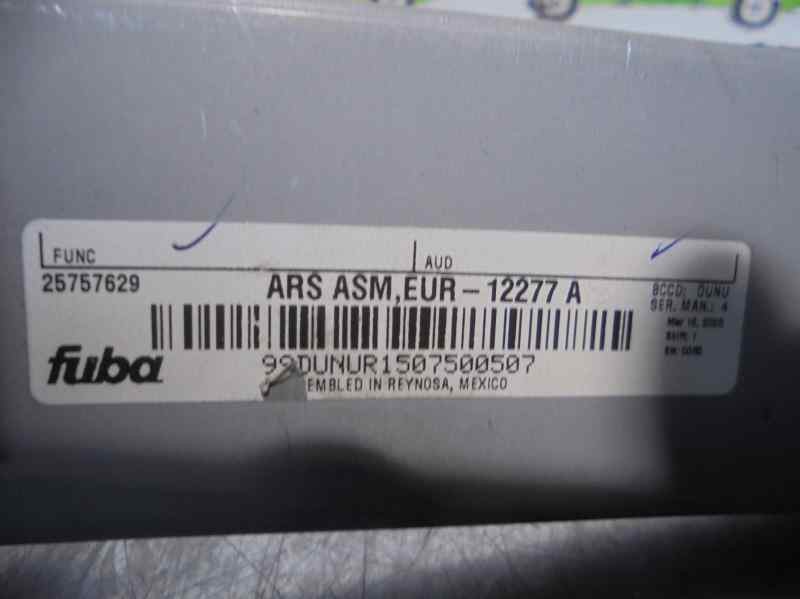 FUNC
AUD
25757629
ARS ASM,EUR-12277 A
BCCD: DUNU
SER. MAN.: 4
fuba
99DUNUR1507500507
EMBLED IN REYNOSA, MEXICO